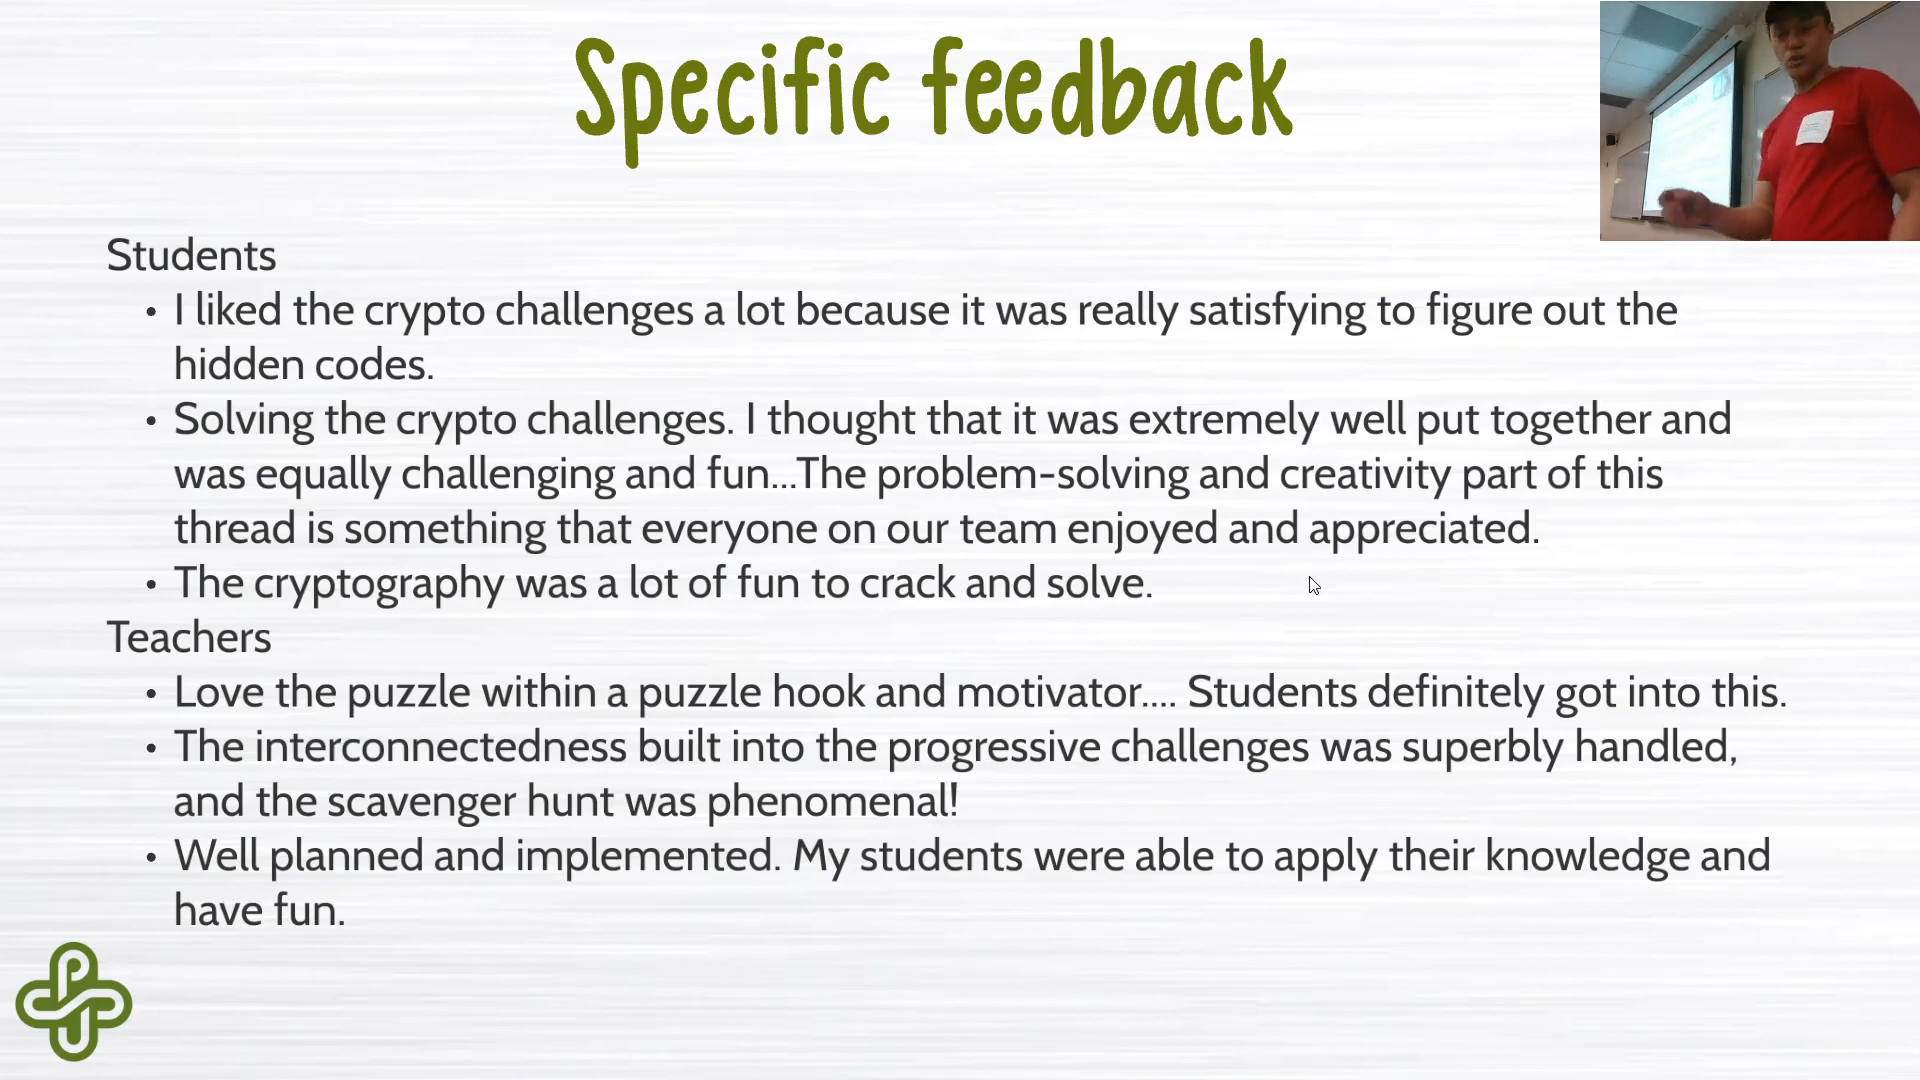 Specific feedback
Students
• I liked the crypto challenges a lot because it was really satisfying to figure out the
hidden codes.
• Solving the crypto challenges. I thought that it was extremely well put together and
was equally challenging and fun...The problem-solving and creativity part of this
thread is something that everyone on our team enjoyed and appreciated.
• The cryptography was a lot of fun to crack and solve.
Teachers
• Love the puzzle within a puzzle hook and motivator.... Students definitely got into this.
• The interconnectedness built into the progressive challenges was superbly handled,
and the scavenger hunt was phenomenal!
• Well planned and implemented. My students were able to apply their knowledge and
have fun.